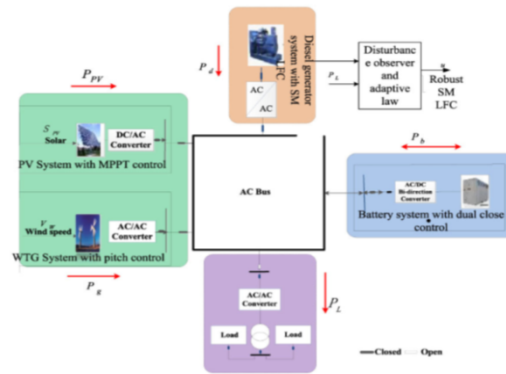 P_d
Diesel generator
system with SM
LFC
AC
AC
P_L
Disturbanc
e observer
and
adaptive
law
u
Robust
SM
LFC
P_PV
S_PV
Solar
DC/AC
Converter
PV System with MPPT control
V_w
Wind speed
AC/AC
Converter
WTG System with pitch control
P_g
AC Bus
P_b
AC/DC
Bi-direction
Converter
Battery system with dual close
control
AC/AC
Converter
Load
Load
P_L
Closed
Open